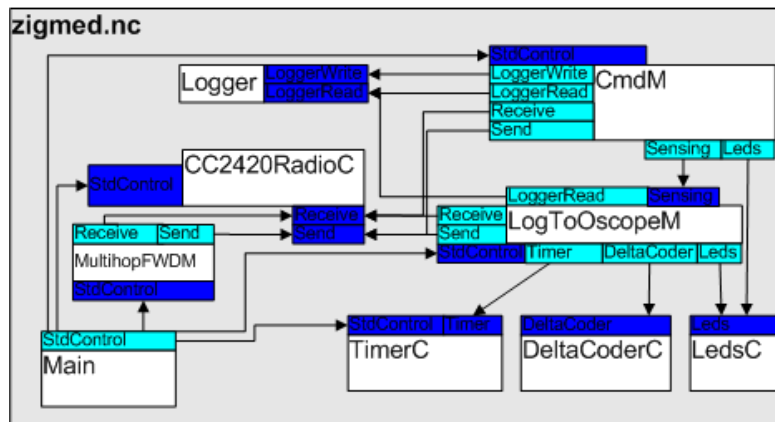 zigmed.nc
StdControl
LoggerWrite
CmdM
LoggerRead
Receive
Send
Sensing Leds
Logger
LoggerWrite
LoggerRead
CC2420RadioC
StdControl
Receive
Send
LoggerRead Sensing
Receive
LogToOscopeM
Send
StdControl Timer DeltaCoder Leds
Receive Send
MultihopFWDM
StdControl
StdControl
Main
StdControl Timer
TimerC
DeltaCoder
DeltaCoderC
Leds
LedsC